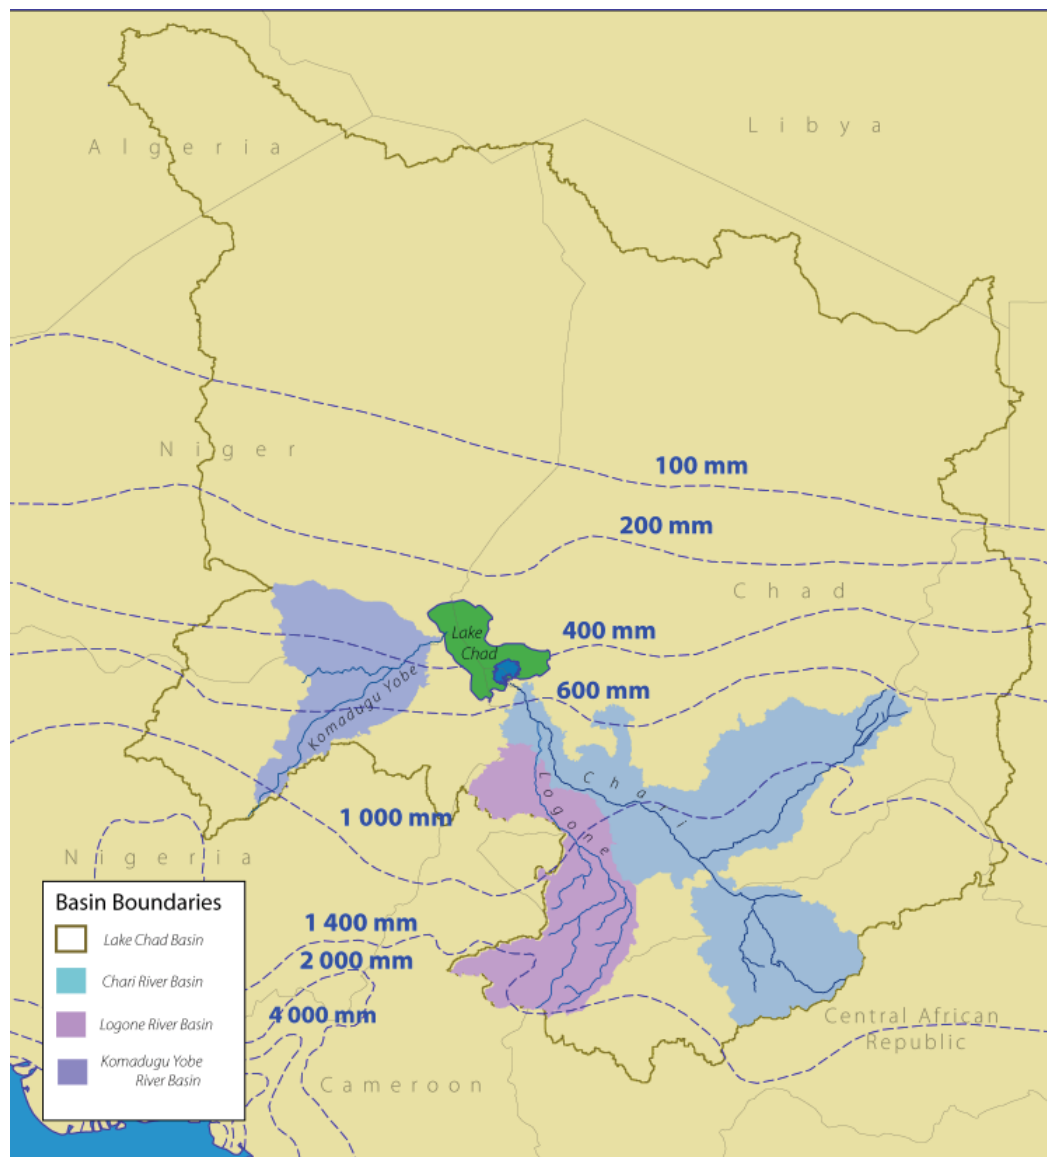 Algeria
Libya
Niger
100 mm
200 mm
Chad
Lake
Chad
400 mm
600 mm
Komadugu Yobe
Chari
Logone
1 000 mm
Nigeria
1 400 mm
2 000 mm
4 000 mm
Central African
Republic
Cameroon
Basin Boundaries
Lake Chad Basin
Chari River Basin
Logone River Basin
Komadugu Yobe
River Basin